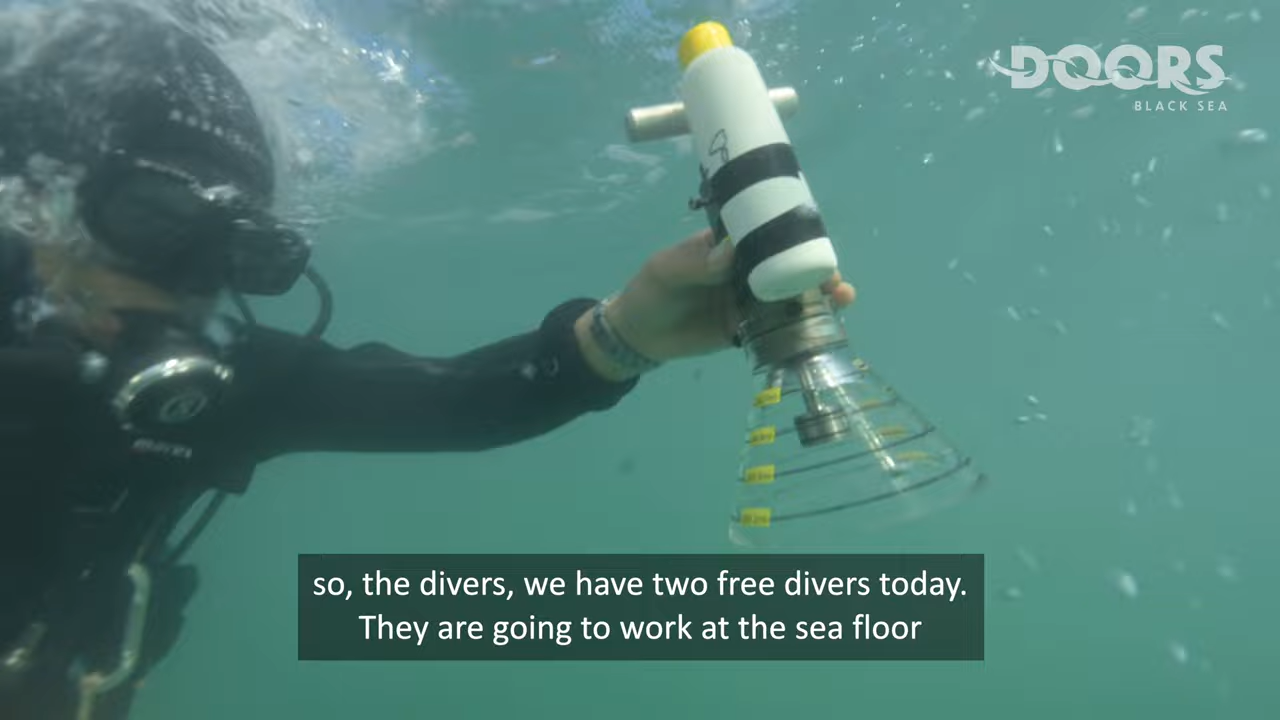 DOORS
BLACK SEA
so, the divers, we have two free divers today.
They are going to work at the sea floor